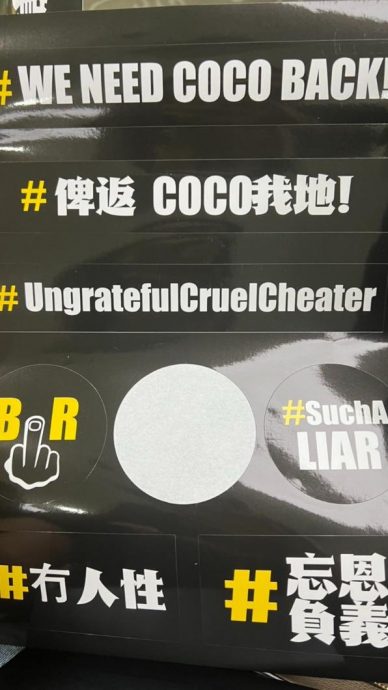 # WE NEED COCO BACK!
# 俾返 COCO我地!
# UngratefulCruelCheater
B R
#SuchA
LIAR
#冇人性
#忘恩
負義